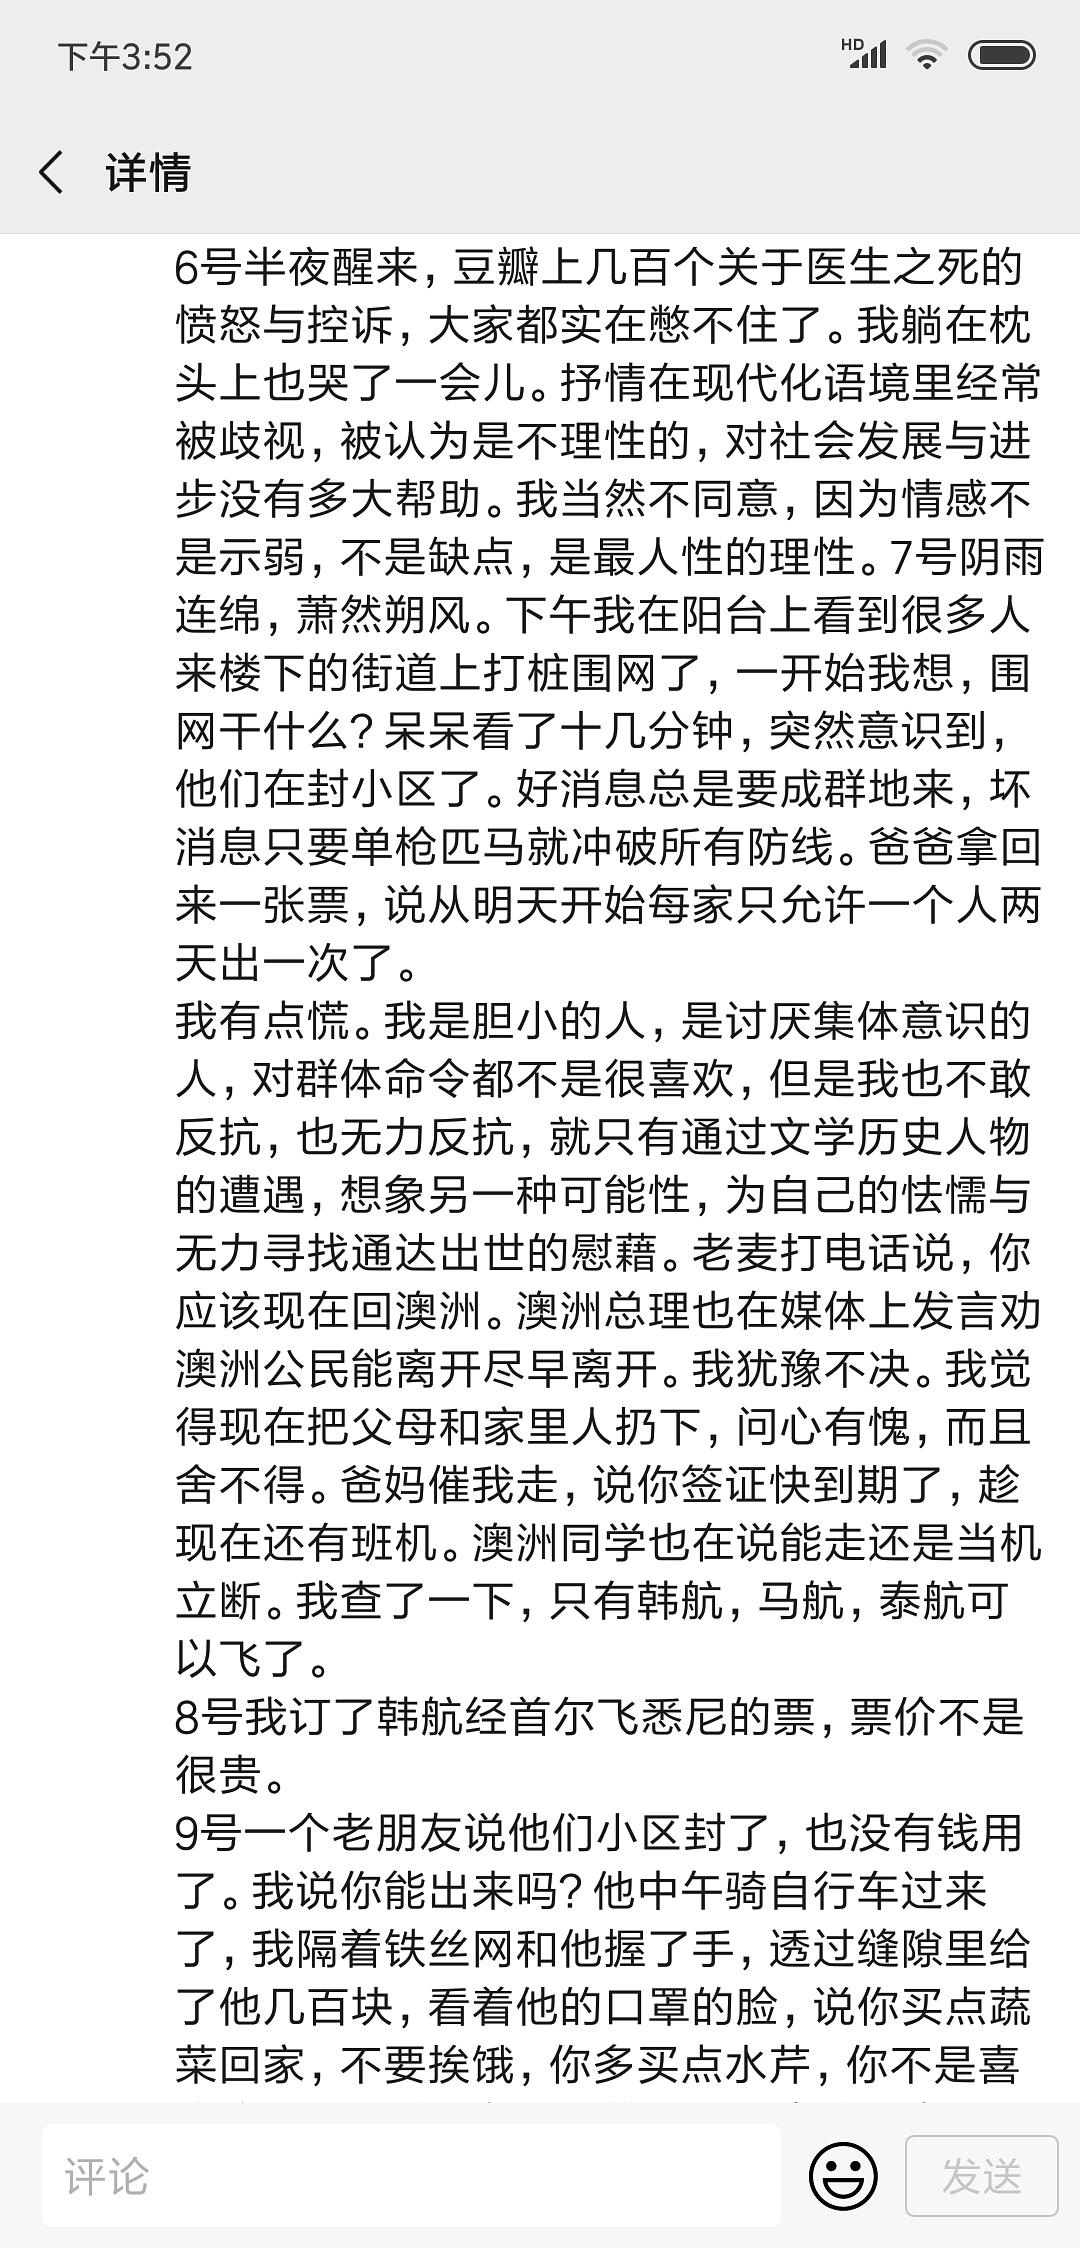 下午3:52
HD
详情
6号半夜醒来，豆瓣上几百个关于医生之死的
愤怒与控诉，大家都实在憋不住了。我躺在枕
头上也哭了一会儿。抒情在现代化语境里经常
被歧视，被认为是不理性的，对社会发展与进
步没有多大帮助。我当然不同意，因为情感不
是示弱，不是缺点，是最人性的理性。7号阴雨
连绵，萧然朔风。下午我在阳台上看到很多人
来楼下的街道上打桩围网了，一开始我想，围
网干什么？呆呆看了十几分钟，突然意识到，
他们在封小区了。好消息总是要成群地来，坏
消息只要单枪匹马就冲破所有防线。爸爸拿回
来一张票，说从明天开始每家只允许一个人两
天出一次了。
我有点慌。我是胆小的人，是讨厌集体意识的
人，对群体命令都不是很喜欢，但是我也不敢
反抗，也无力反抗，就只有通过文学历史人物
的遭遇，想象另一种可能性，为自己的怯懦与
无力寻找通达出世的慰藉。老麦打电话说，你
应该现在回澳洲。澳洲总理也在媒体上发言劝
澳洲公民能离开尽早离开。我犹豫不决。我觉
得现在把父母和家里人扔下，问心有愧，而且
舍不得。爸妈催我走，说你签证快到期了，趁
现在还有班机。澳洲同学也在说能走还是当机
立断。我查了一下，只有韩航，马航，泰航可
以飞了。
8号我订了韩航经首尔飞悉尼的票，票价不是
很贵。
9号一个老朋友说他们小区封了，也没有钱用
了。我说你能出来吗？他中午骑自行车过来
了，我隔着铁丝网和他握了手，透过缝隙里给
了他几百块，看着他的口罩的脸，说你买点蔬
菜回家，不要挨饿，你多买点水芹，你不是喜
评论
发送